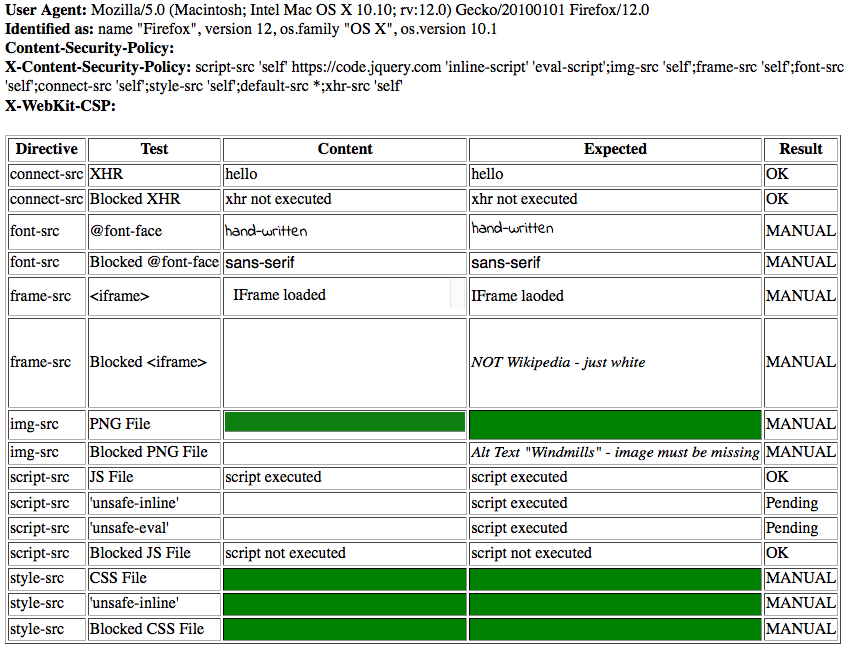 User Agent: Mozilla/5.0 (Macintosh; Intel Mac OS X 10.10; rv:12.0) Gecko/20100101 Firefox/12.0
Identified as: name "Firefox", version 12, os.family "OS X", os.version 10.1
Content-Security-Policy:
X-Content-Security-Policy: script-src 'self' https://code.jquery.com 'inline-script' 'eval-script';img-src 'self';frame-src 'self';font-src
'self';connect-src 'self';style-src 'self';default-src *;xhr-src 'self'
X-WebKit-CSP:
Directive Test Content Expected Result
connect-src XHR hello hello OK
connect-src Blocked XHR xhr not executed xhr not executed OK
font-src @font-face hand-written hand-written MANUAL
font-src Blocked @font-face sans-serif sans-serif MANUAL
frame-src <iframe> IFrame loaded IFrame laoded MANUAL
frame-src Blocked <iframe> NOT Wikipedia - just white MANUAL
img-src PNG File MANUAL
img-src Blocked PNG File Alt Text "Windmills" - image must be missing MANUAL
script-src JS File script executed script executed OK
script-src 'unsafe-inline' script executed Pending
script-src 'unsafe-eval' script executed Pending
script-src Blocked JS File script not executed script not executed OK
style-src CSS File MANUAL
style-src 'unsafe-inline' MANUAL
style-src Blocked CSS File MANUAL